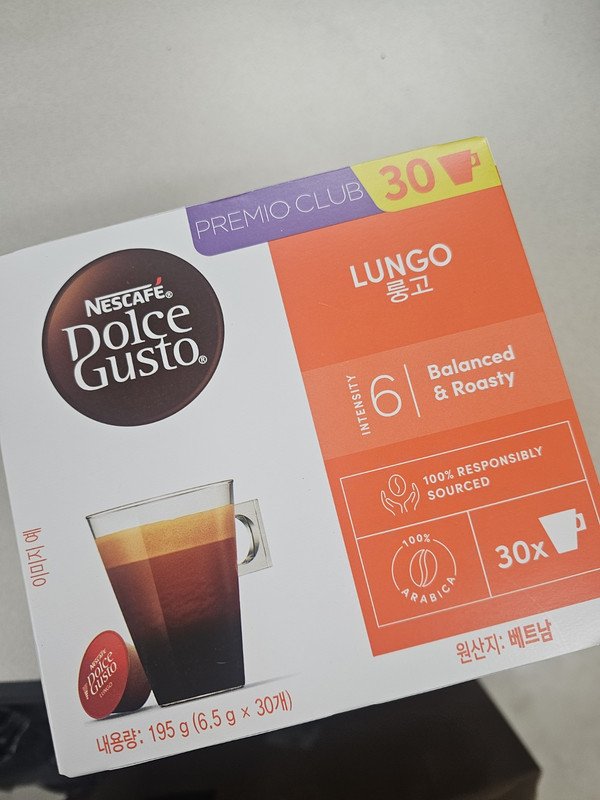 PREMIO CLUB
30
NESCAFÉ®
Dolce
Gusto®
LUNGO
룽고
INTENSITY
6
Balanced
& Roasty
100% RESPONSIBLY
SOURCED
100%
ARABICA
30x
이미지 예
NESCAFÉ
Dolce
Gusto
LUNGO
원산지: 베트남
내용량: 195 g (6.5 g × 30개)